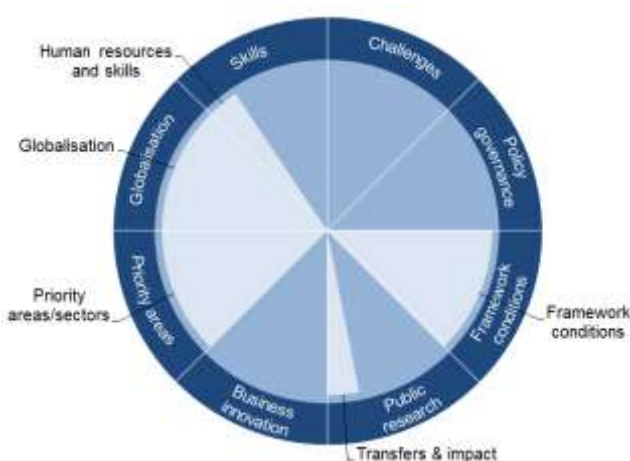 Human resources
and skills
Skills
Challenges
Globalisation
Globalisation
Policy
governance
Priority
areas/sectors
Priority areas
Framework
conditions
Framework
conditions
Business
innovation
Public
research
Transfers & impact